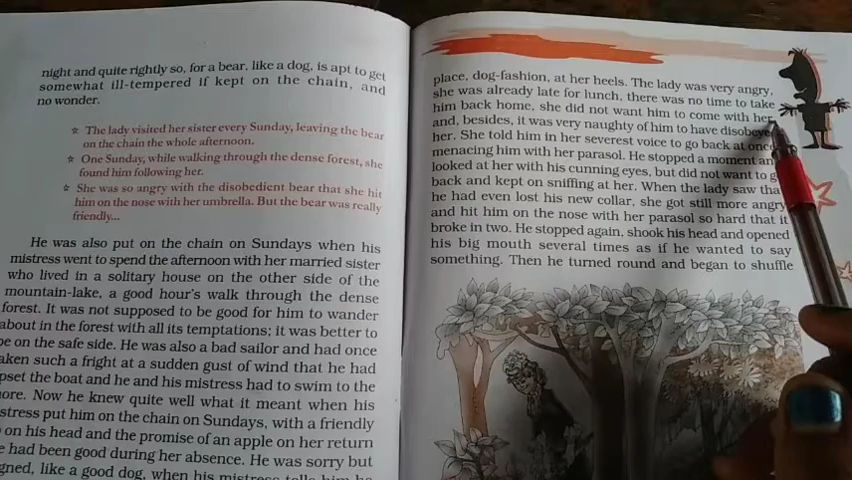 night and quite rightly so, for a bear, like a dog, is apt to get
somewhat ill-tempered if kept on the chain, and
no wonder.
☆ The lady visited her sister every Sunday, leaving the bear
on the chain the whole afternoon.
☆ One Sunday, while walking through the dense forest, she
found him following her.
☆ She was so angry with the disobedient bear that she hit
him on the nose with her umbrella. But the bear was really
friendly...
He was also put on the chain on Sundays when his
mistress went to spend the afternoon with her married sister
who lived in a solitary house on the other side of the
mountain-lake, a good hour's walk through the dense
forest. It was not supposed to be good for him to wander
about in the forest with all its temptations; it was better to
be on the safe side. He was also a bad sailor and had once
aken such a fright at a sudden gust of wind that he had
pset the boat and he and his mistress had to swim to the
ore. Now he knew quite well what it meant when his
stress put him on the chain on Sundays, with a friendly
on his head and the promise of an apple on her return
e had been good during her absence. He was sorry but
gned, like a good dog, when his mistress tells him he
place, dog-fashion, at her heels. The lady was very angry,
she was already late for lunch, there was no time to take
him back home, she did not want him to come with her,
and, besides, it was very naughty of him to have disobeye
her. She told him in her severest voice to go back at once
menacing him with her parasol. He stopped a moment an
looked at her with his cunning eyes, but did not want to g
back and kept on sniffing at her. When the lady saw tha
he had even lost his new collar, she got still more angry
and hit him on the nose with her parasol so hard that it
broke in two. He stopped again, shook his head and opened
his big mouth several times as if he wanted to say
something. Then he turned round and began to shuffle